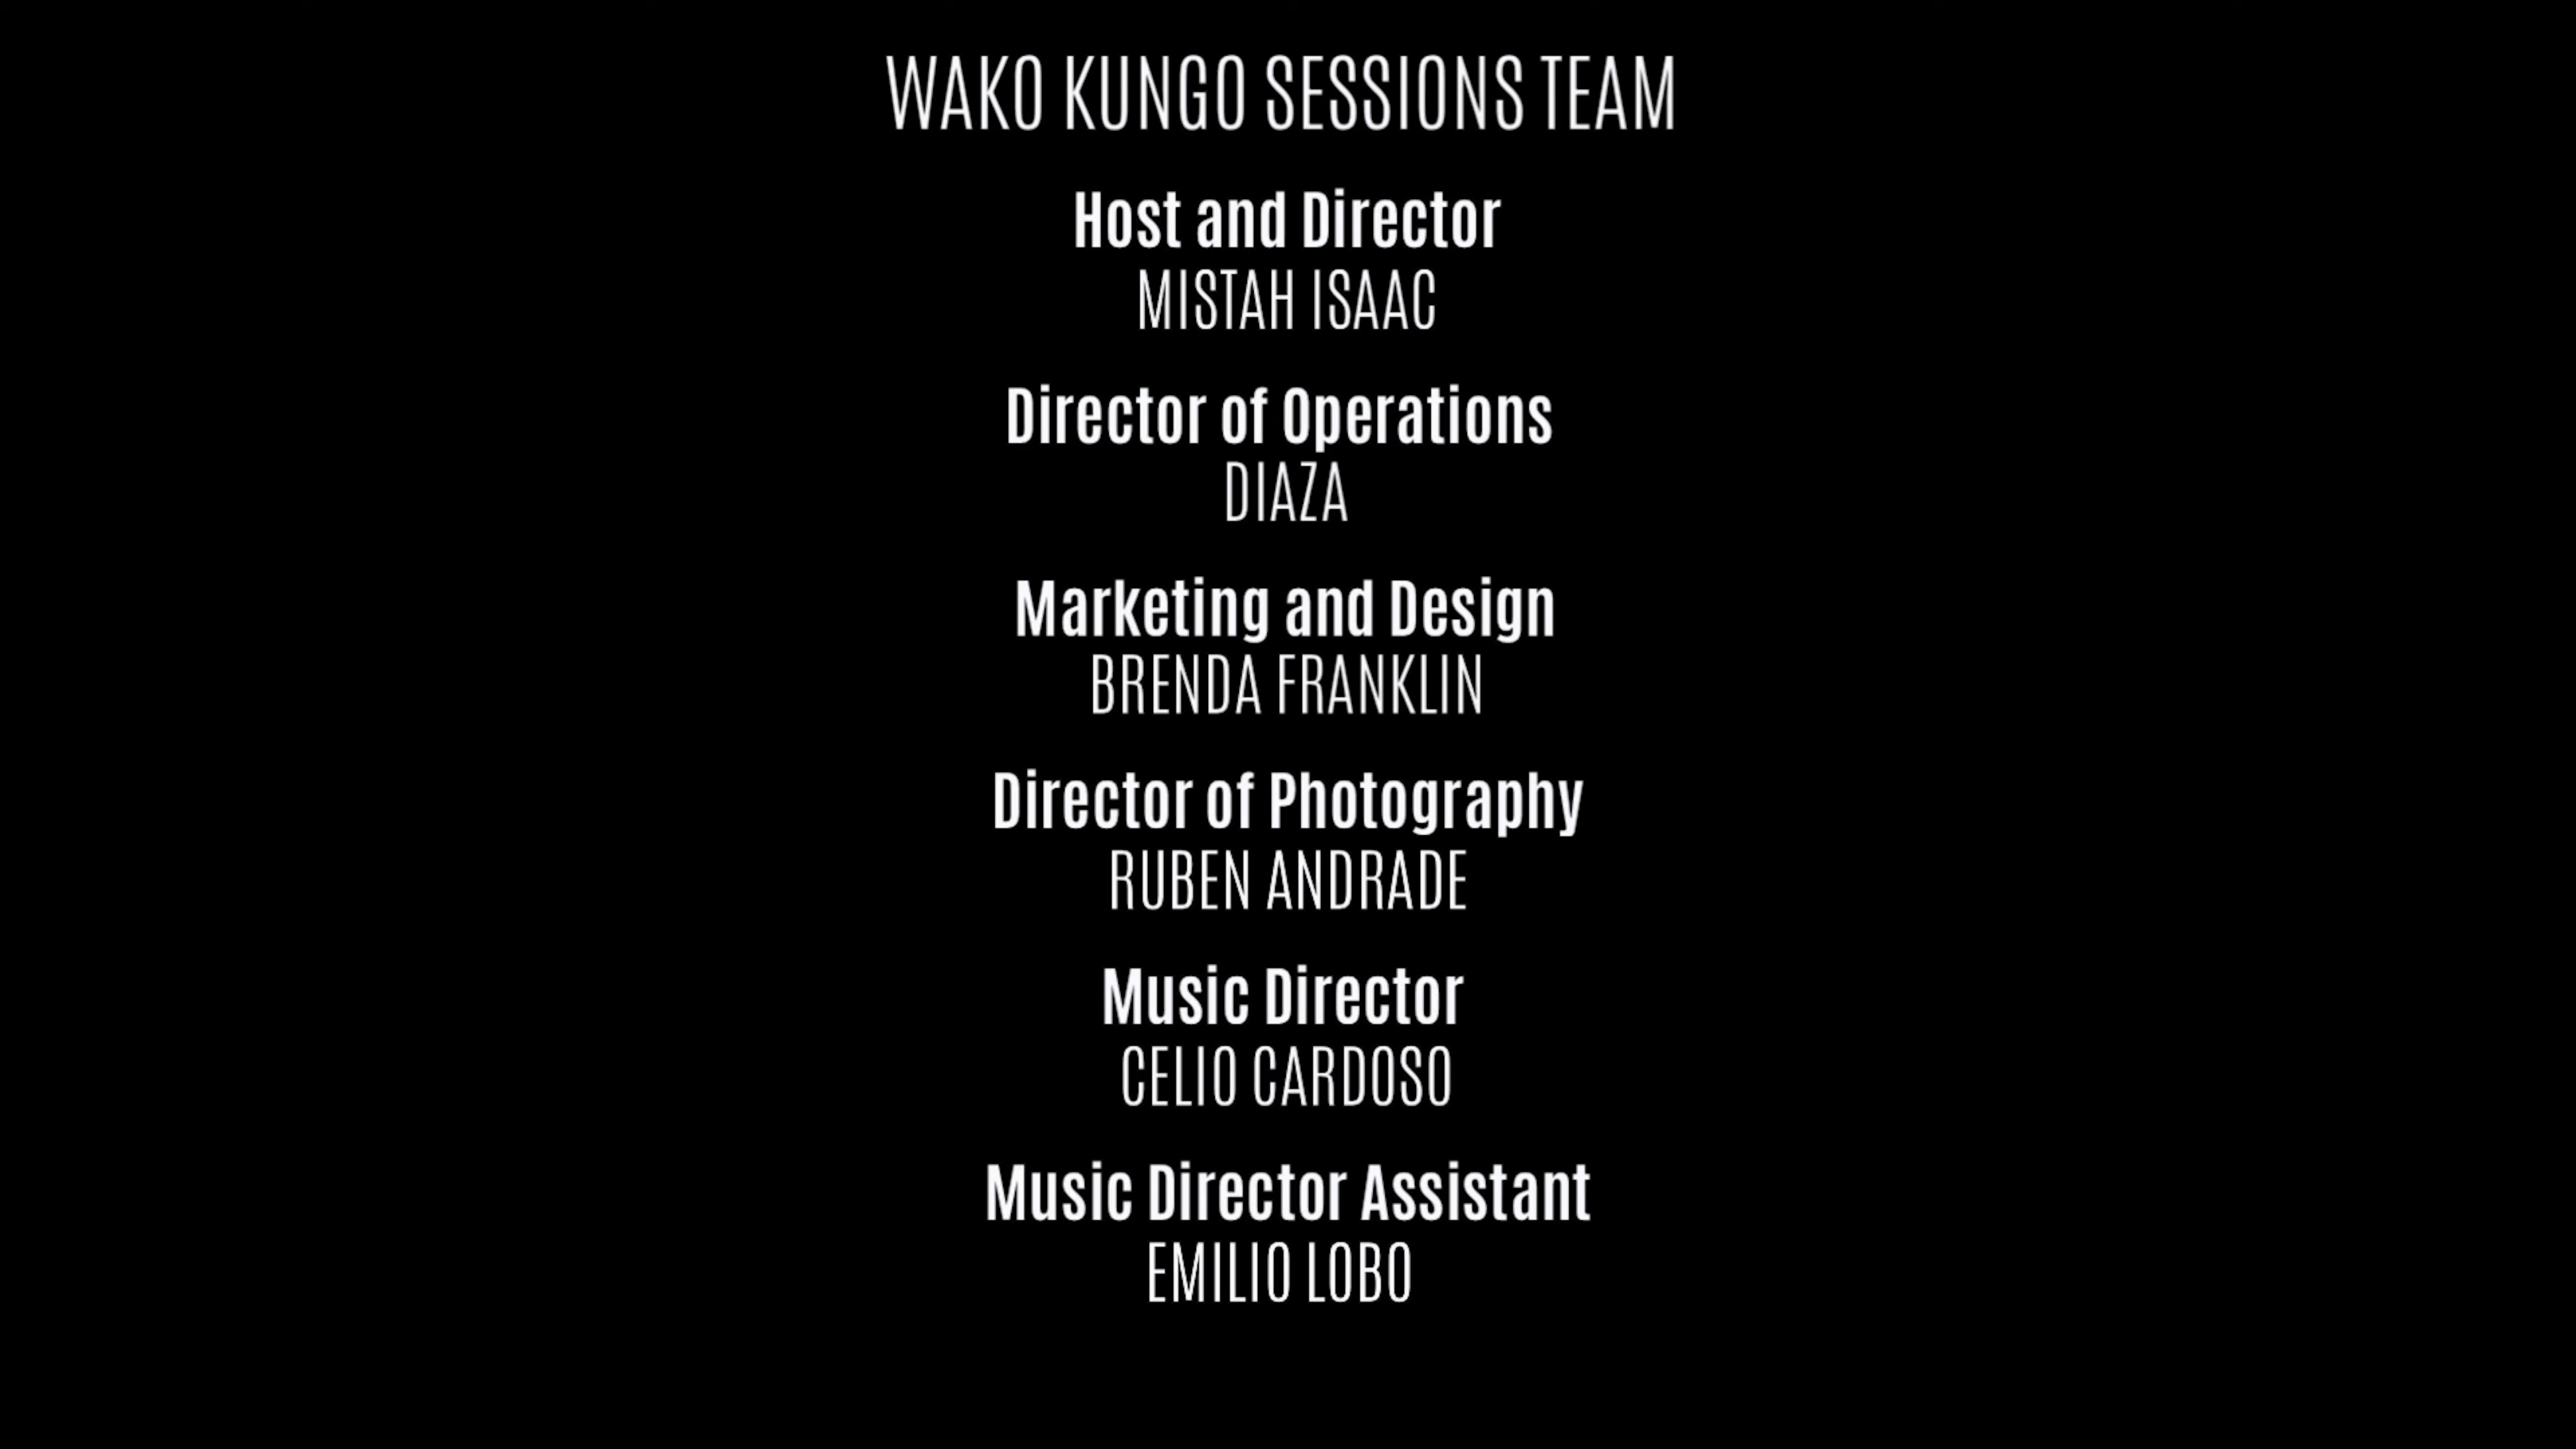 WAKO KUNGO SESSIONS TEAM
Host and Director
MISTAH ISAAC
Director of Operations
DIAZA
Marketing and Design
BRENDA FRANKLIN
Director of Photography
RUBEN ANDRADE
Music Director
CELIO CARDOSO
Music Director Assistant
EMILIO LOBO